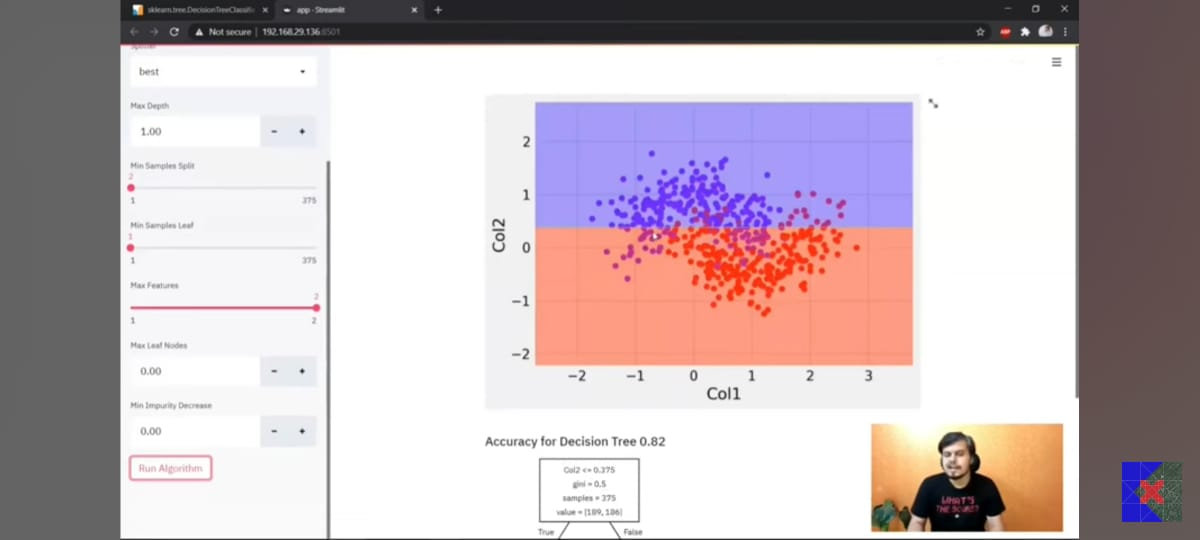 sklearn.tree.DecisionTreeClassifi
app - Streamlit
Not secure | 192.168.29.136:8501
ABP
Splitter
best
Max Depth
1.00
- +
Min Samples Split
2
1 375
Min Samples Leaf
1
1 375
Max Features
2
1 2
Max Leaf Nodes
0.00
- +
Min Impurity Decrease
0.00
- +
Run Algorithm
2
1
0
−1
−2
Col2
−2 −1 0 1 2 3
Col1
Accuracy for Decision Tree 0.82
Col2 <= 0.375
gini = 0.5
samples = 375
value = [189, 186]
True False
WHAT'S
THE SCORE?